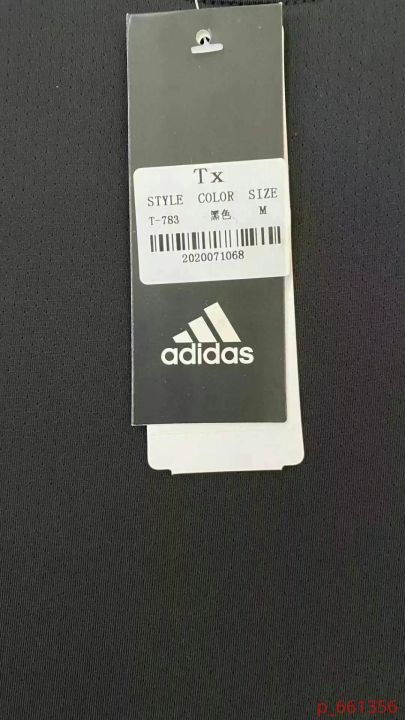 Tx
STYLE COLOR SIZE
T-783 黑色 M
2020071068
adidas
p_661356